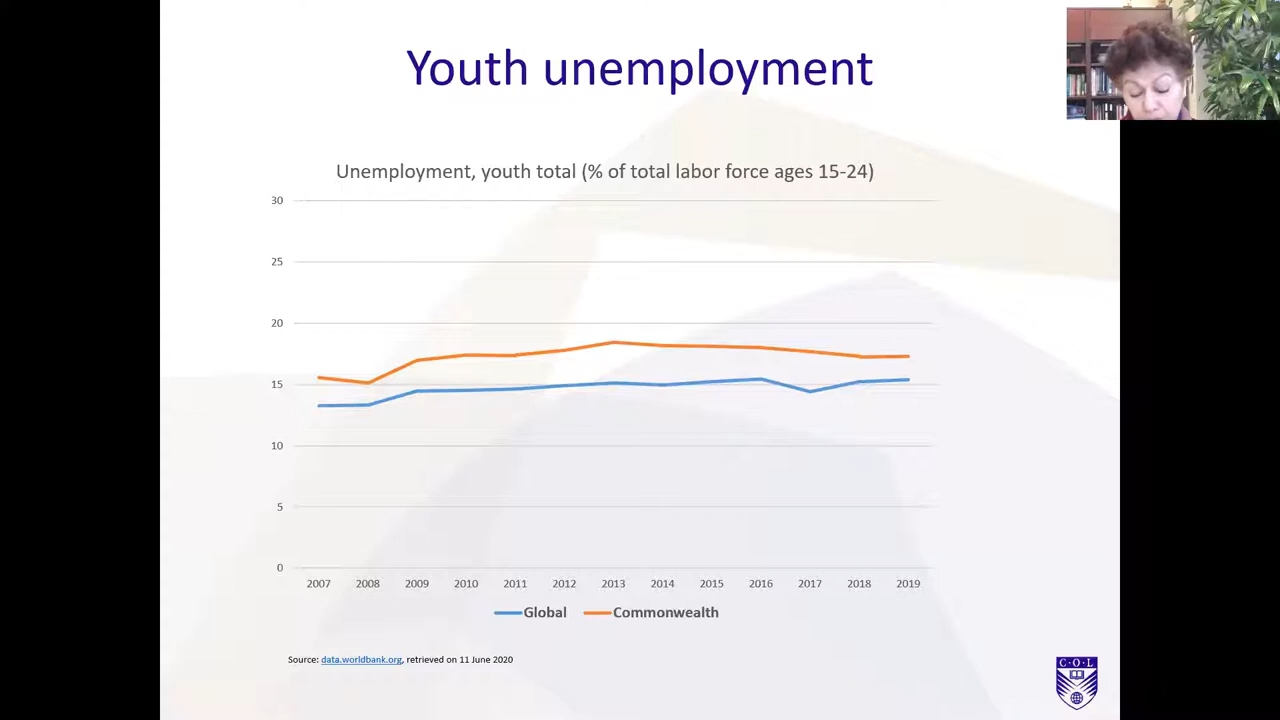 Youth unemployment
Unemployment, youth total (% of total labor force ages 15-24)
30
25
20
15
10
5
0
2007 2008 2009 2010 2011 2012 2013 2014 2015 2016 2017 2018 2019
Global Commonwealth
Source: data.worldbank.org, retrieved on 11 June 2020
C·O·L